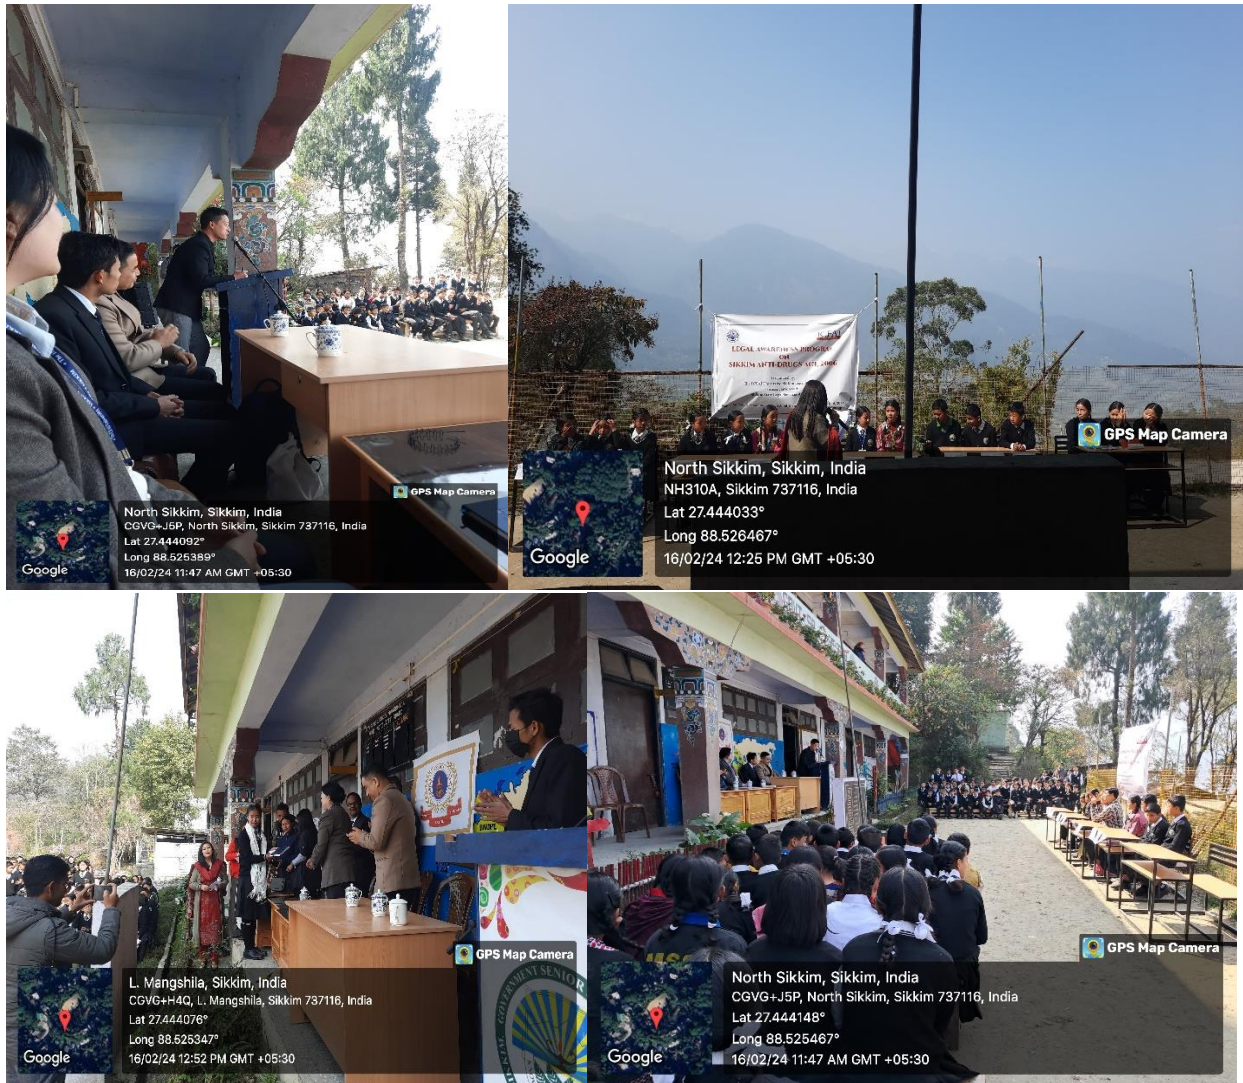 GPS Map Camera
North Sikkim, Sikkim, India
CGVG+J5P, North Sikkim, Sikkim 737116, India
Lat 27.444092°
Long 88.525389°
16/02/24 11:47 AM GMT +05:30
Google
LEGAL AWARENESS PROGRAM
ON
SIKKIM ANTI-DRUGS ACT, 2006
GPS Map Camera
North Sikkim, Sikkim, India
NH310A, Sikkim 737116, India
Lat 27.444033°
Long 88.526467°
16/02/24 12:25 PM GMT +05:30
Google
GOVERNMENT SENIOR
GPS Map Camera
L. Mangshila, Sikkim, India
CGVG+H4Q, L. Mangshila, Sikkim 737116, India
Lat 27.444076°
Long 88.525347°
16/02/24 12:52 PM GMT +05:30
Google
GPS Map Camera
North Sikkim, Sikkim, India
CGVG+J5P, North Sikkim, Sikkim 737116, India
Lat 27.444148°
Long 88.525467°
16/02/24 11:47 AM GMT +05:30
Google